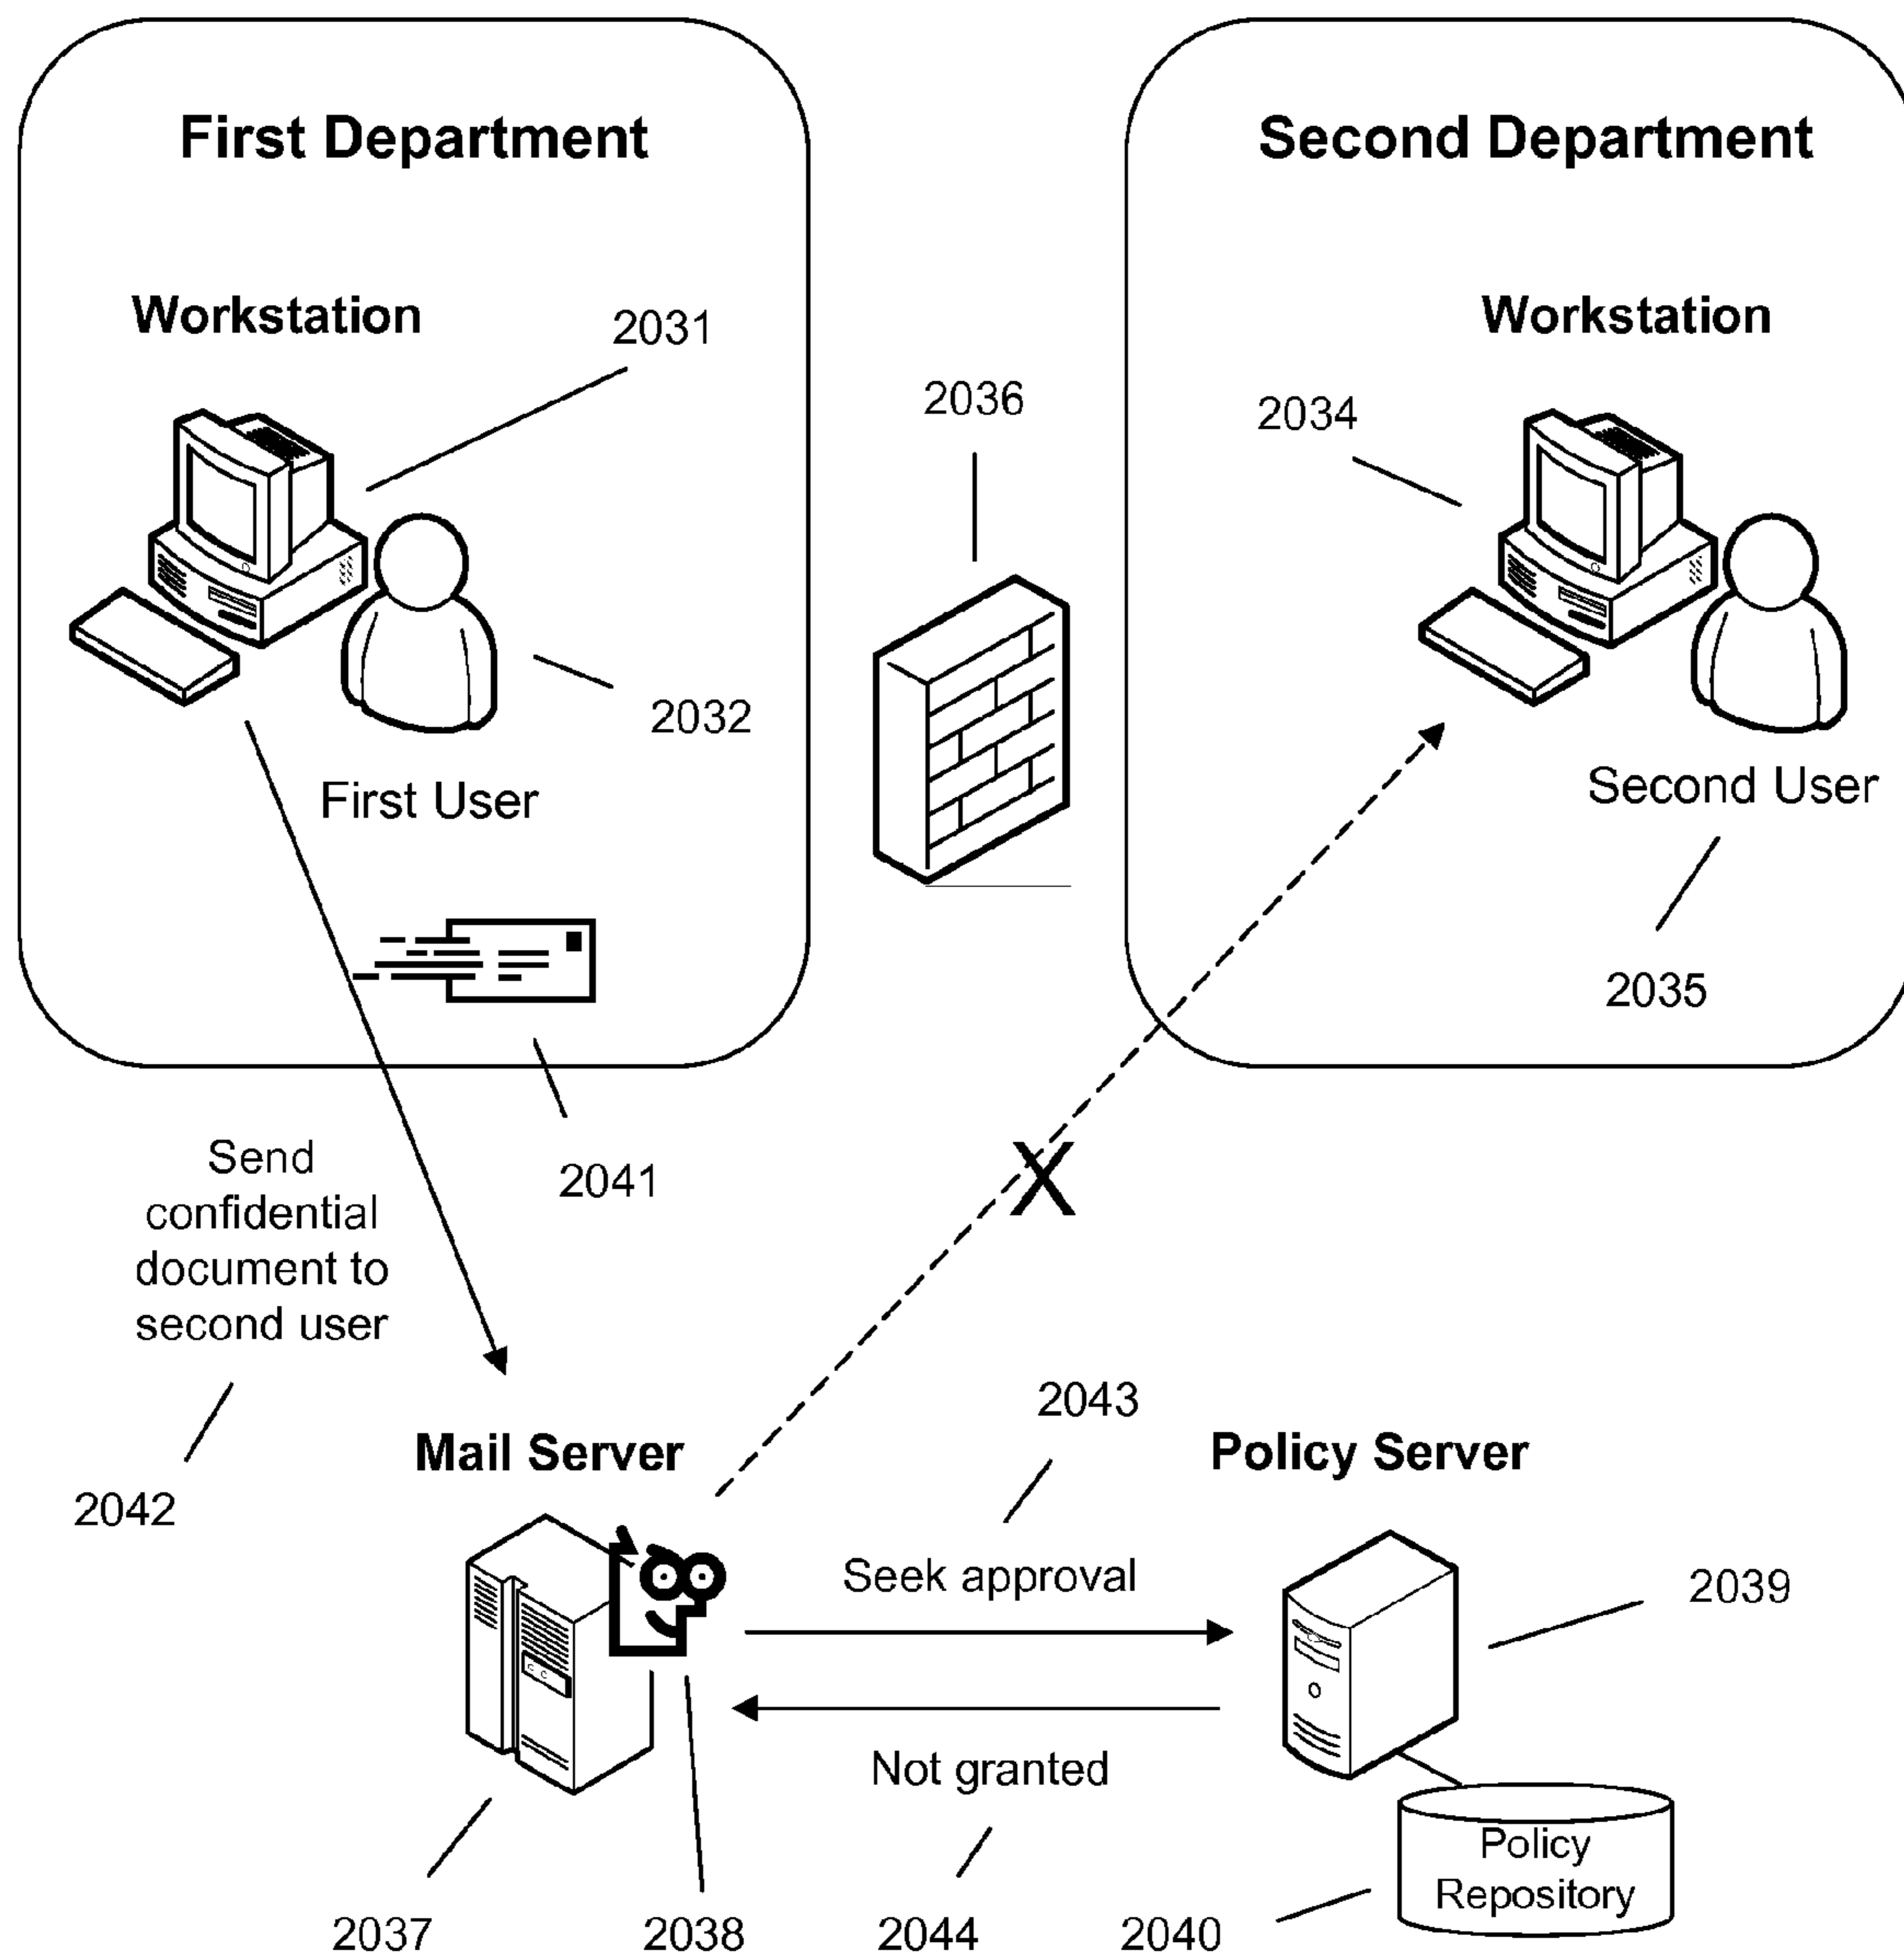 First Department
Second Department
Workstation
2031
Workstation
2036
2034
2032
First User
Second User
2035
2041
Send
confidential
document to
second user
X
2043
Mail Server
Policy Server
2042
Seek approval
2039
Not granted
Policy
Repository
2037
2038
2044
2040